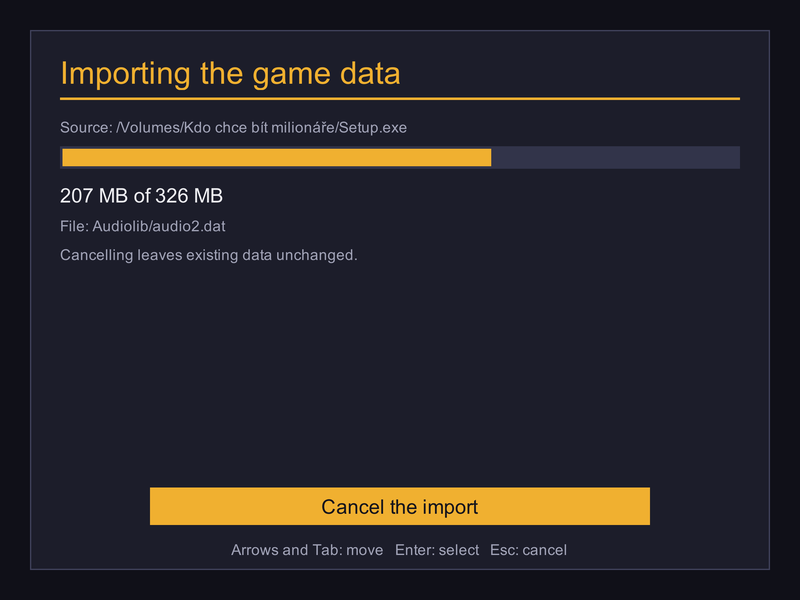 Importing the game data
Source: /Volumes/Kdo chce bít milionáře/Setup.exe
207 MB of 326 MB
File: Audiolib/audio2.dat
Cancelling leaves existing data unchanged.
Cancel the import
Arrows and Tab: move   Enter: select   Esc: cancel